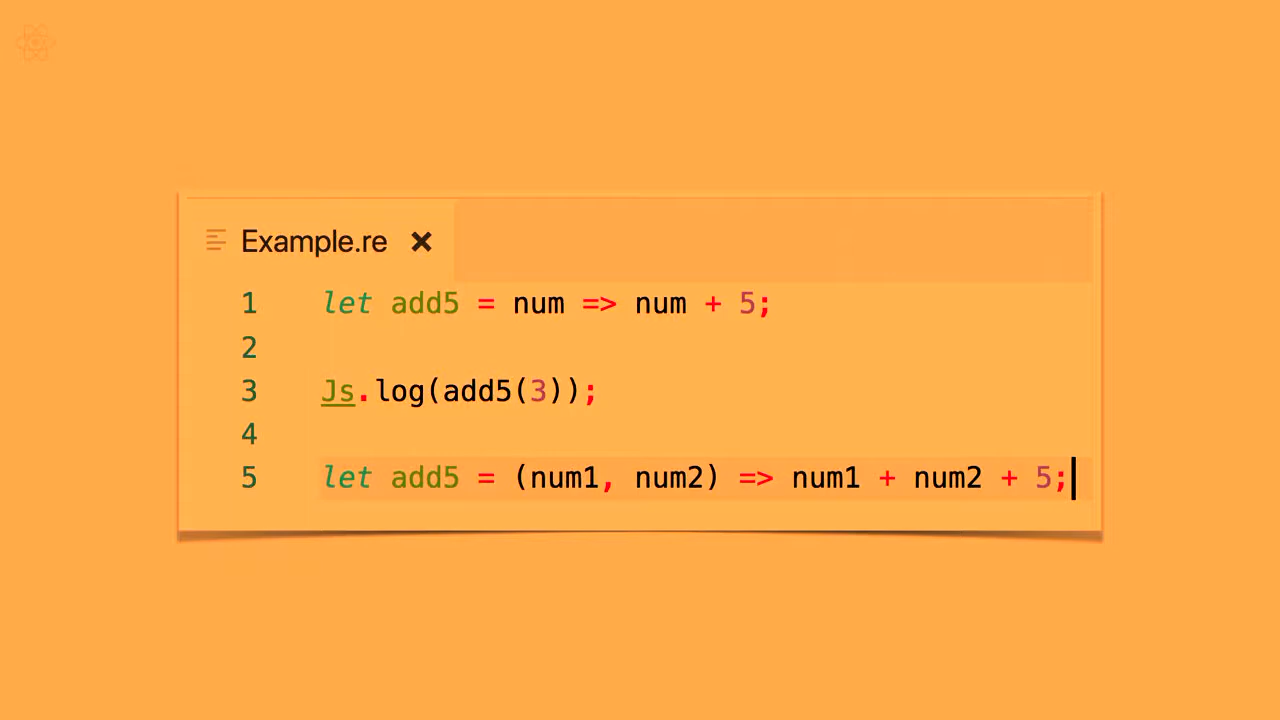 Example.re
1 let add5 = num => num + 5;
2
3 Js.log(add5(3));
4
5 let add5 = (num1, num2) => num1 + num2 + 5;